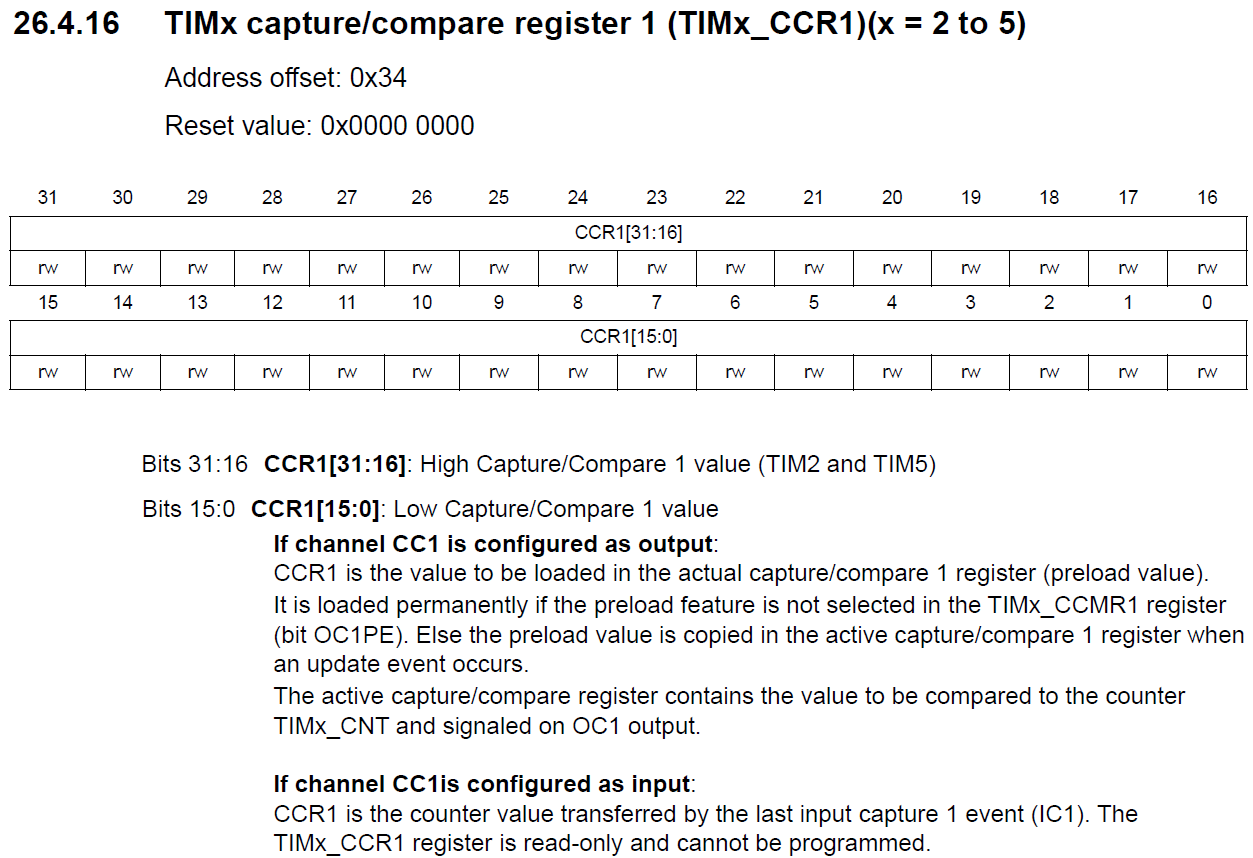 26.4.16 TIMx capture/compare register 1 (TIMx_CCR1)(x = 2 to 5)
Address offset: 0x34
Reset value: 0x0000 0000
31 30 29 28 27 26 25 24 23 22 21 20 19 18 17 16
CCR1[31:16]
rw rw rw rw rw rw rw rw rw rw rw rw rw rw rw rw
15 14 13 12 11 10 9 8 7 6 5 4 3 2 1 0
CCR1[15:0]
rw rw rw rw rw rw rw rw rw rw rw rw rw rw rw rw
Bits 31:16 CCR1[31:16]: High Capture/Compare 1 value (TIM2 and TIM5)
Bits 15:0 CCR1[15:0]: Low Capture/Compare 1 value
If channel CC1 is configured as output:
CCR1 is the value to be loaded in the actual capture/compare 1 register (preload value).
It is loaded permanently if the preload feature is not selected in the TIMx_CCMR1 register
(bit OC1PE). Else the preload value is copied in the active capture/compare 1 register when
an update event occurs.
The active capture/compare register contains the value to be compared to the counter
TIMx_CNT and signaled on OC1 output.
If channel CC1is configured as input:
CCR1 is the counter value transferred by the last input capture 1 event (IC1). The
TIMx_CCR1 register is read-only and cannot be programmed.